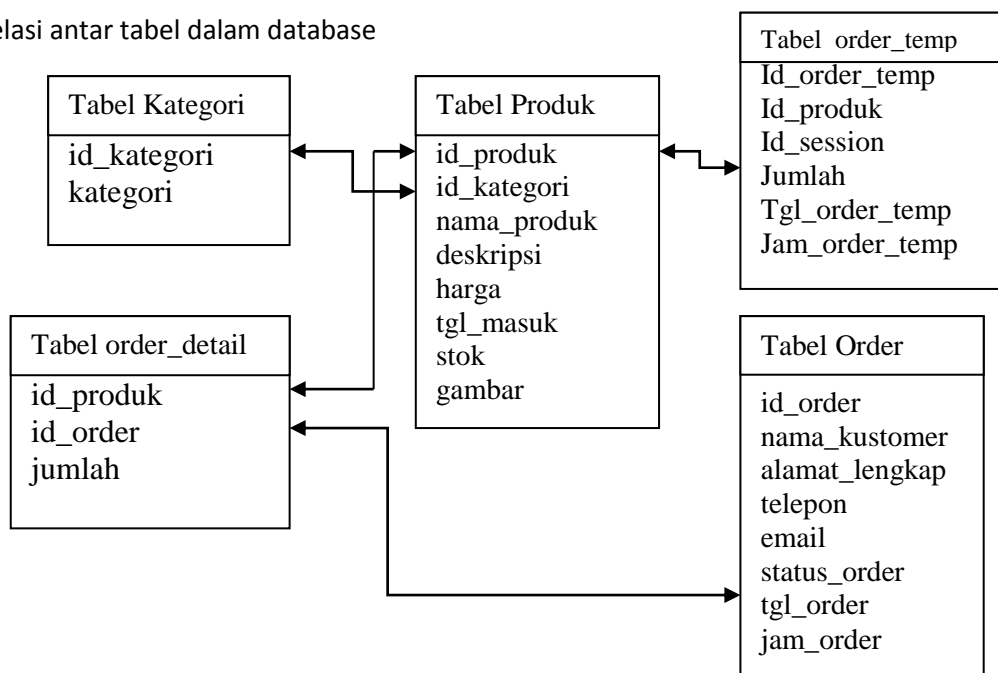 elasi antar tabel dalam database
Tabel Kategori
id_kategori
kategori
Tabel Produk
id_produk
id_kategori
nama_produk
deskripsi
harga
tgl_masuk
stok
gambar
Tabel order_temp
Id_order_temp
Id_produk
Id_session
Jumlah
Tgl_order_temp
Jam_order_temp
Tabel order_detail
id_produk
id_order
jumlah
Tabel Order
id_order
nama_kustomer
alamat_lengkap
telepon
email
status_order
tgl_order
jam_order